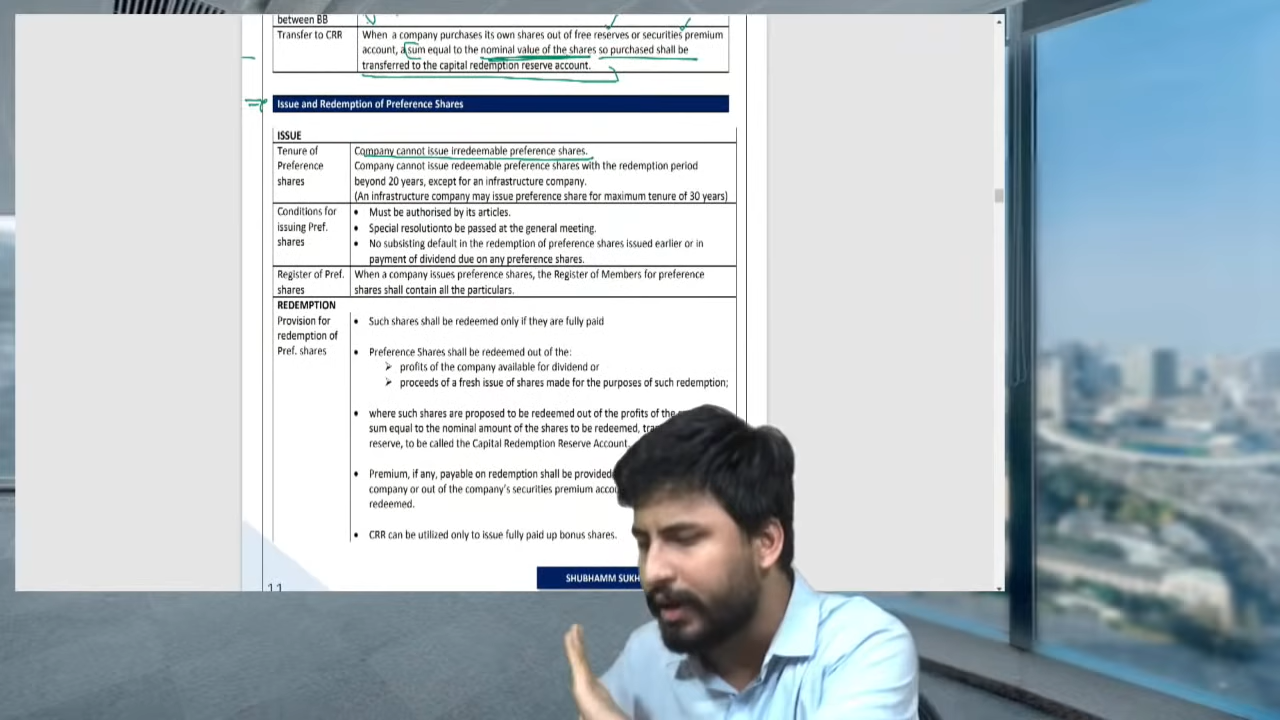 between BB
Transfer to CRR
When a company purchases its own shares out of free reserves or securities premium
account, a sum equal to the nominal value of the shares so purchased shall be
transferred to the capital redemption reserve account.
Issue and Redemption of Preference Shares
ISSUE
Tenure of
Preference
shares
Company cannot issue irredeemable preference shares.
Company cannot issue redeemable preference shares with the redemption period
beyond 20 years, except for an infrastructure company.
(An infrastructure company may issue preference share for maximum tenure of 30 years)
Conditions for
issuing Pref.
shares
• Must be authorised by its articles.
• Special resolutionto be passed at the general meeting.
• No subsisting default in the redemption of preference shares issued earlier or in
payment of dividend due on any preference shares.
Register of Pref.
shares
When a company issues preference shares, the Register of Members for preference
shares shall contain all the particulars.
REDEMPTION
Provision for
redemption of
Pref. shares
• Such shares shall be redeemed only if they are fully paid
• Preference Shares shall be redeemed out of the:
➢ profits of the company available for dividend or
➢ proceeds of a fresh issue of shares made for the purposes of such redemption;
• where such shares are proposed to be redeemed out of the profits of the
sum equal to the nominal amount of the shares to be redeemed,
reserve, to be called the Capital Redemption Reserve Account.
• Premium, if any, payable on redemption shall be provided
company or out of the company's securities premium
redeemed.
• CRR can be utilized only to issue fully paid up bonus shares.
11
SHUBHAMM